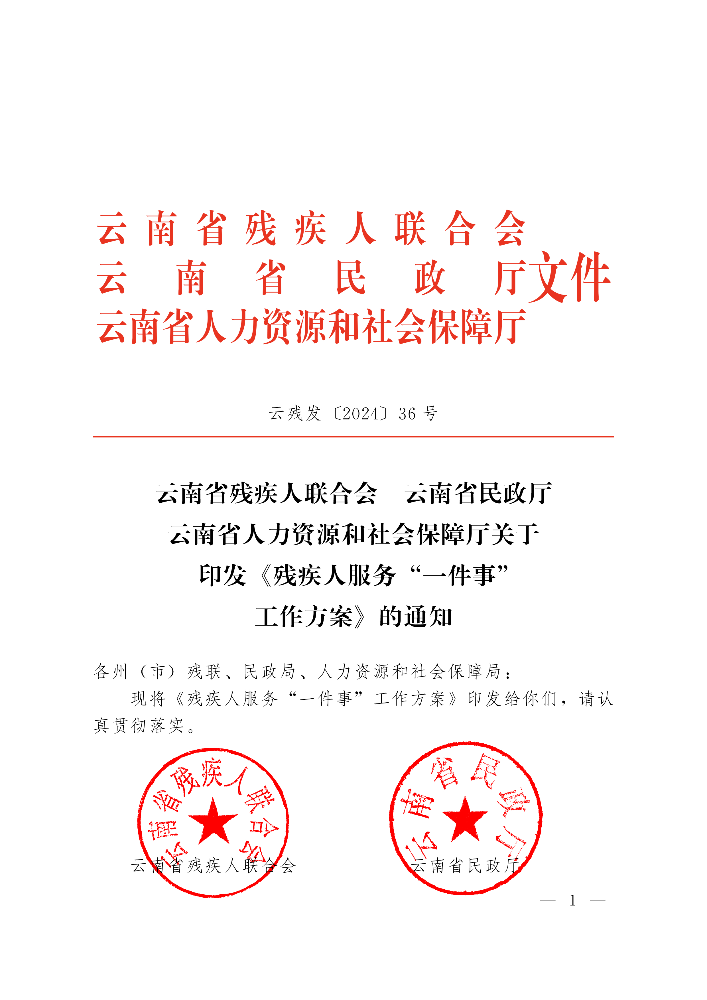 云南省残疾人联合会
云南省民政厅文件
云南省人力资源和社会保障厅
云残发〔2024〕36 号
云南省残疾人联合会　云南省民政厅
云南省人力资源和社会保障厅关于
印发《残疾人服务“一件事”
工作方案》的通知
各州（市）残联、民政局、人力资源和社会保障局：
现将《残疾人服务“一件事”工作方案》印发给你们，请认
真贯彻落实。
云南省残疾人联合会
云南省民政厅
云南省残疾人联合会
云南省民政厅
— 1 —